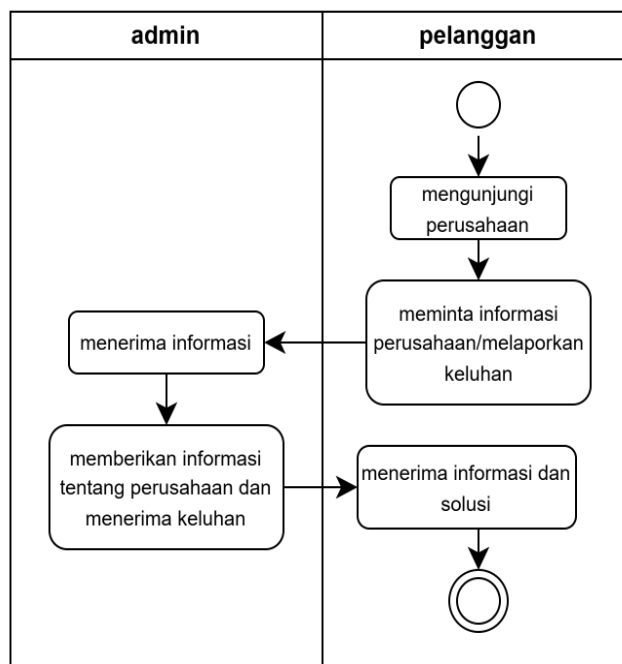 admin
pelanggan
mengunjungi
perusahaan
meminta informasi
perusahaan/melaporkan
keluhan
menerima informasi
memberikan informasi
tentang perusahaan dan
menerima keluhan
menerima informasi dan
solusi